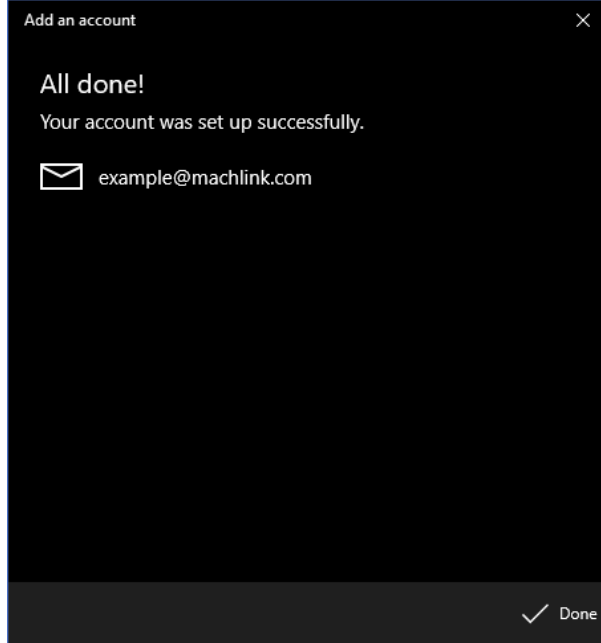 Add an account
All done!
Your account was set up successfully.
example@machlink.com
Done